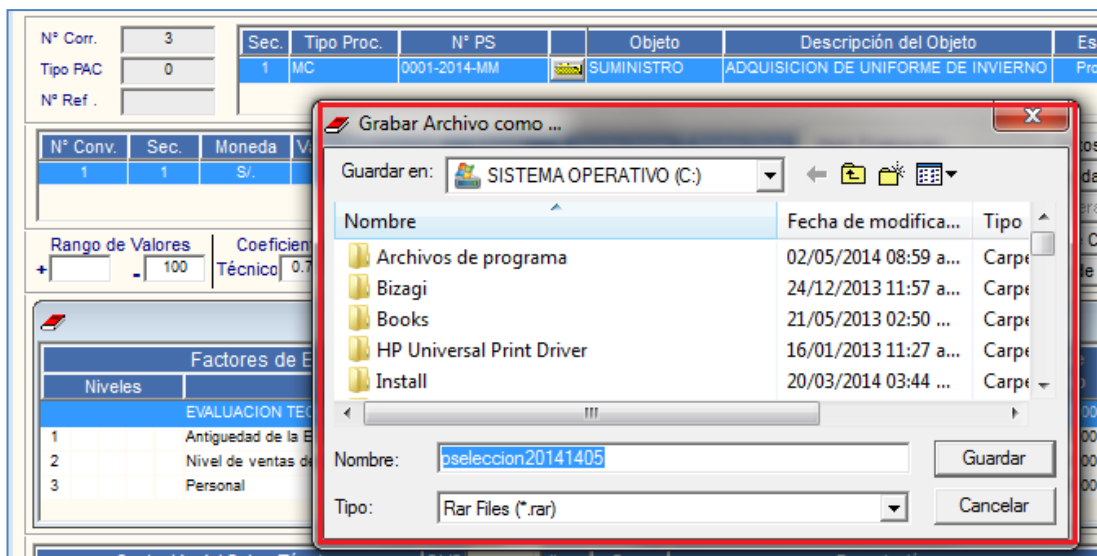 N° Corr. 3
Tipo PAC 0
N° Ref .
Sec. Tipo Proc. N° PS Objeto Descripción del Objeto Es
1 MC 0001-2014-MM SUMINISTRO ADQUISICION DE UNIFORME DE INVIERNO Pro
N° Conv. Sec. Moneda
1 1 S/.
Rango de Valores Coeficien
+ - 100 Técnico 0.7
Grabar Archivo como ...
Guardar en: SISTEMA OPERATIVO (C:)
Nombre Fecha de modifica... Tipo
Archivos de programa 02/05/2014 08:59 a... Carpe
Bizagi 24/12/2013 11:57 a... Carpe
Books 21/05/2013 02:50 ... Carpe
HP Universal Print Driver 16/01/2013 11:27 a... Carpe
Install 20/03/2014 03:44 ... Carpe
Nombre: pseleccion20141405 Guardar
Tipo: Rar Files (*.rar) Cancelar
Factores de E
Niveles
EVALUACION TEC
1 Antiguedad de la E
2 Nivel de ventas de
3 Personal